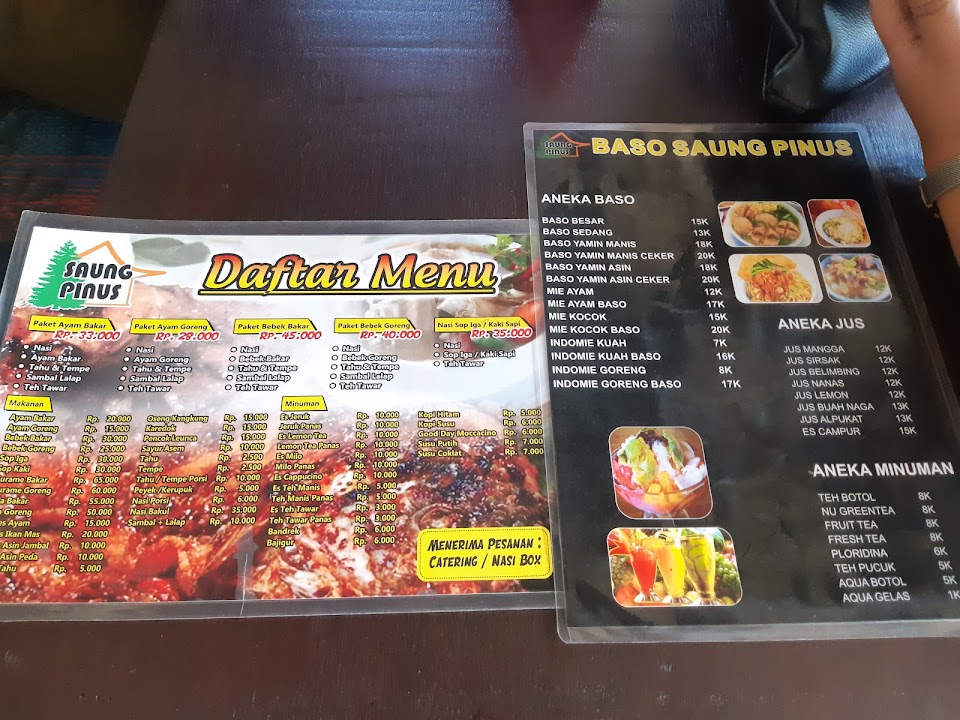 SAUNG
PINUS
Daftar Menu
Paket Ayam Bakar
Rp. 33.000
Nasi
Ayam Bakar
Tahu & Tempe
Sambal Lalap
Teh Tawar
Paket Ayam Goreng
Rp. 28.000
Nasi
Ayam Goreng
Tahu & Tempe
Sambal Lalap
Teh Tawar
Paket Bebek Bakar
Rp. 45.000
Nasi
Bebek Bakar
Tahu & Tempe
Sambal Lalap
Teh Tawar
Paket Bebek Goreng
Rp. 40.000
Nasi
Bebek Goreng
Tahu & Tempe
Sambal Lalap
Teh Tawar
Nasi Sop Iga / Kaki Sapi
Rp. 35.000
Nasi
Sop Iga / Kaki Sapi
Teh Tawar
Makanan
Ayam Bakar Rp. 20.000
Ayam Goreng Rp. 15.000
Bebek Bakar Rp. 30.000
Bebek Goreng Rp. 25.000
Sop Iga Rp. 30.000
Sop Kaki Rp. 30.000
Bakar Rp. 65.000
Goreng Rp. 60.000
Bakar Rp. 55.000
Goreng Rp. 50.000
Ayam Rp. 15.000
Ikan Mas Rp. 20.000
Asin Jambal Rp. 10.000
Asin Peda Rp. 10.000
Tahu Rp. 5.000
Oseng Kangkung Rp. 15.000
Karedok Rp. 15.000
Pencok Leunca Rp. 15.000
Sayur Asem Rp. 10.000
Tahu Rp. 2.500
Tempe Rp. 2.500
Tahu / Tempe Porsi Rp. 10.000
Peyek/Kerupuk Rp. 5.000
Nasi Porsi Rp. 6.000
Nasi Bakul Rp. 35.000
Sambal + Lalap Rp. 10.000
Minuman
Es Jeruk Rp. 10.000
Jeruk Panas Rp. 10.000
Es Lemon Tea Rp. 10.000
Lemon Tea Panas Rp. 10.000
Es Milo Rp. 10.000
Milo Panas Rp. 10.000
Es Cappucino Rp. 10.000
Es Teh Manis Rp. 5.000
Teh Manis Panas Rp. 5.000
Es Teh Tawar Rp. 3.000
Teh Tawar Panas Rp. 3.000
Bandrek Rp. 6.000
Bajigur Rp. 6.000
Kopi Hitam Rp. 5.000
Kopi Susu Rp. 6.000
Good Day Moccacino Rp. 6.000
Susu Putih Rp. 7.000
Susu Coklat Rp. 7.000
MENERIMA PESANAN :
CATERING / NASI BOX
SAUNG
PINUS
BASO SAUNG PINUS
ANEKA BASO
BASO BESAR 15K
BASO SEDANG 13K
BASO YAMIN MANIS 18K
BASO YAMIN MANIS CEKER 20K
BASO YAMIN ASIN 18K
BASO YAMIN ASIN CEKER 20K
MIE AYAM 12K
MIE AYAM BASO 17K
MIE KOCOK 15K
MIE KOCOK BASO 20K
INDOMIE KUAH 7K
INDOMIE KUAH BASO 16K
INDOMIE GORENG 8K
INDOMIE GORENG BASO 17K
ANEKA JUS
JUS MANGGA 12K
JUS SIRSAK 12K
JUS BELIMBING 12K
JUS NANAS 12K
JUS LEMON 12K
JUS BUAH NAGA 13K
JUS ALPUKAT 13K
ES CAMPUR 15K
ANEKA MINUMAN
TEH BOTOL 8K
NU GREENTEA 8K
FRUIT TEA 8K
FRESH TEA 8K
PLORIDINA 6K
TEH PUCUK 5K
AQUA BOTOL 5K
AQUA GELAS 1K